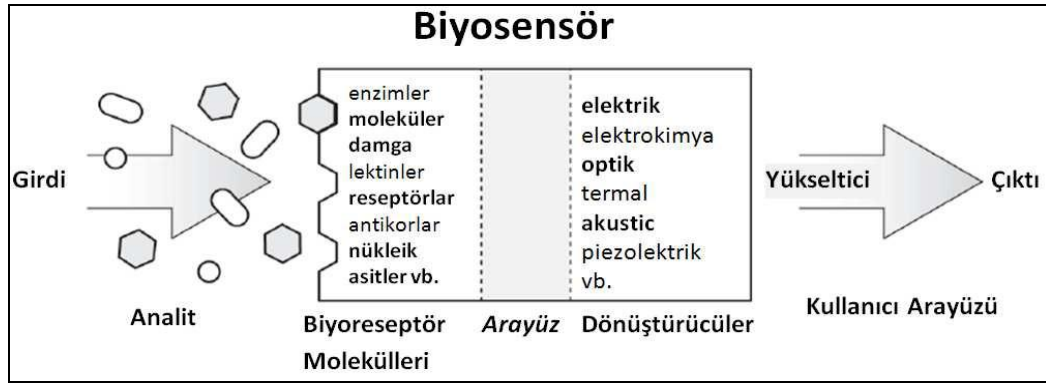 Biyosensör
Girdi
Analit
enzimler
moleküler
damga
lektinler
reseptörlar
antikorlar
nükleik
asitler vb.
Biyoreseptör
Molekülleri
Arayüz
elektrik
elektrokimya
optik
termal
akustic
piezolektrik
vb.
Dönüştürücüler
Yükseltici
Çıktı
Kullanıcı Arayüzü